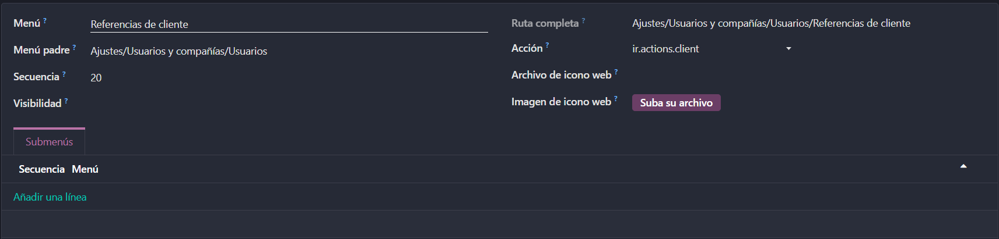 Menú ? Referencias de cliente
Menú padre ? Ajustes/Usuarios y compañías/Usuarios
Secuencia ? 20
Visibilidad ?
Ruta completa ? Ajustes/Usuarios y compañías/Usuarios/Referencias de cliente
Acción ? ir.actions.client
Archivo de icono web ?
Imagen de icono web ? Suba su archivo
Submenús
Secuencia Menú
Añadir una línea